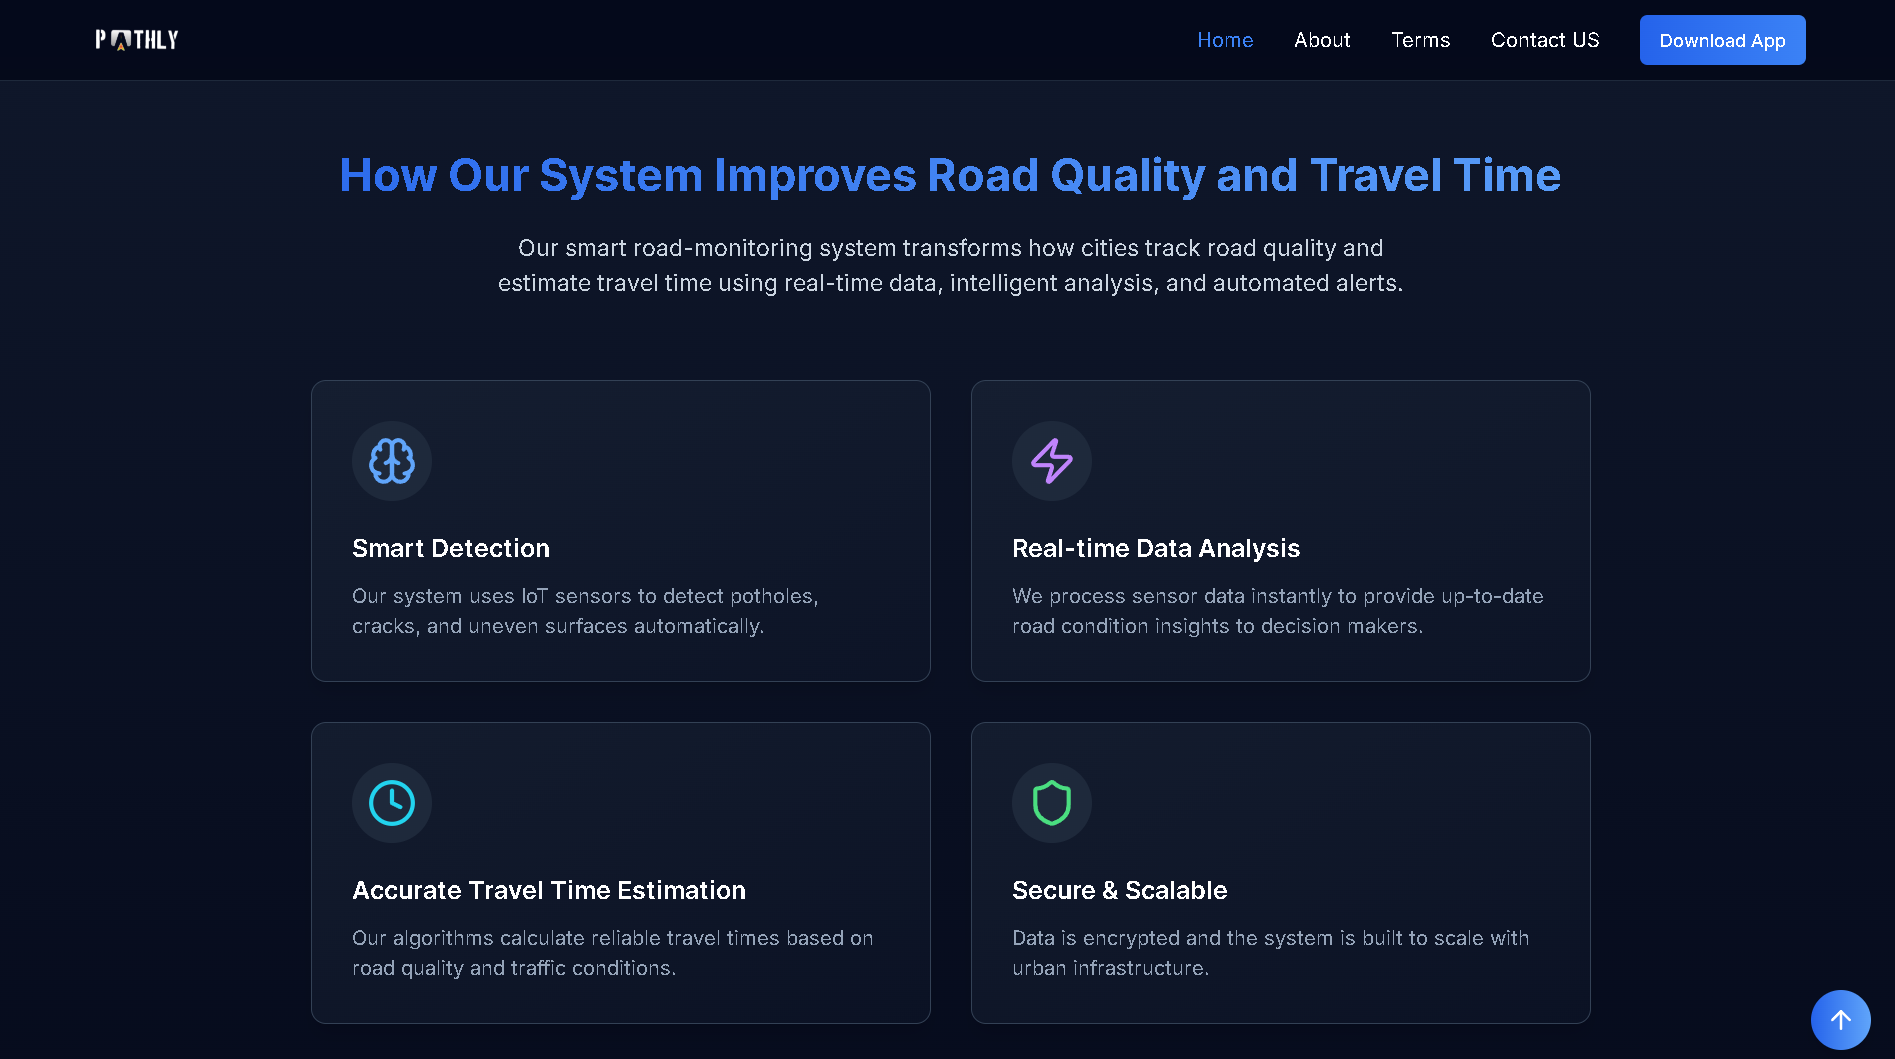 PATHLY
Home
About
Terms
Contact US
Download App
How Our System Improves Road Quality and Travel Time
Our smart road-monitoring system transforms how cities track road quality and
estimate travel time using real-time data, intelligent analysis, and automated alerts.
Smart Detection
Our system uses IoT sensors to detect potholes,
cracks, and uneven surfaces automatically.
Real-time Data Analysis
We process sensor data instantly to provide up-to-date
road condition insights to decision makers.
Accurate Travel Time Estimation
Our algorithms calculate reliable travel times based on
road quality and traffic conditions.
Secure & Scalable
Data is encrypted and the system is built to scale with
urban infrastructure.